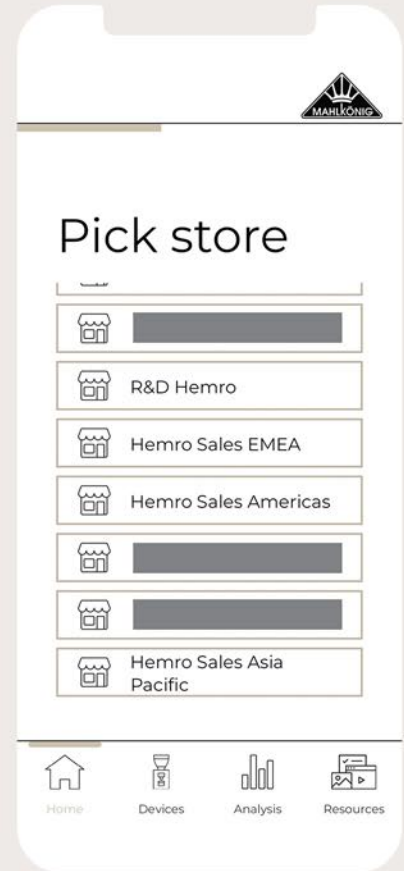 MAHLKÖNIG
Pick store
R&D Hemro
Hemro Sales EMEA
Hemro Sales Americas
Hemro Sales Asia
Pacific
Home
Devices
Analysis
Resources